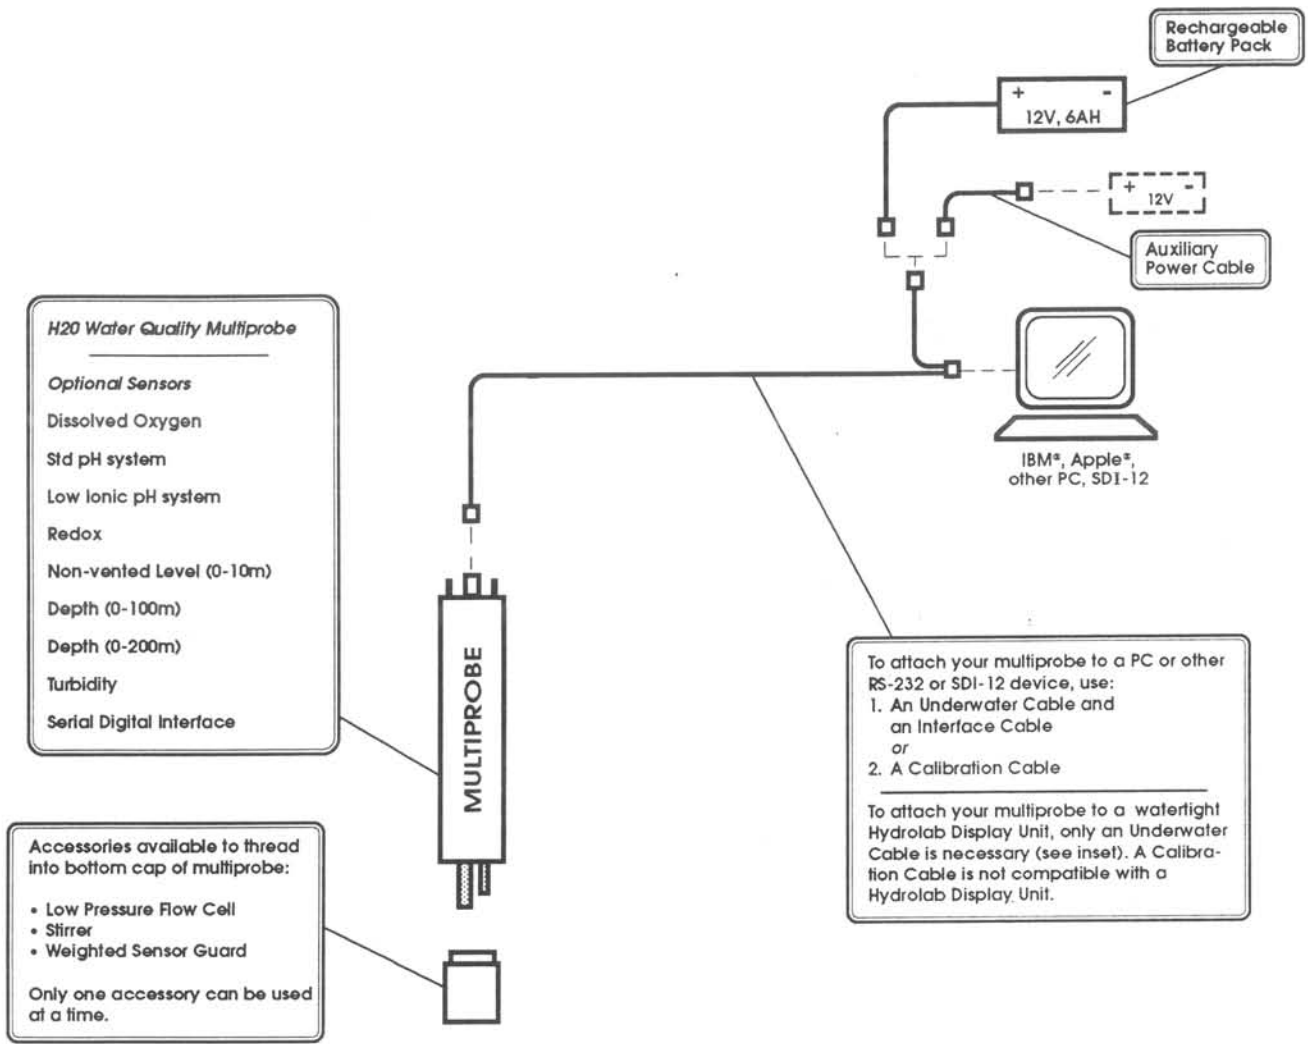 Rechargeable
Battery Pack
+ -
12V, 6AH
+ -
12V
Auxiliary
Power Cable
H20 Water Quality Multiprobe
Optional Sensors
Dissolved Oxygen
Std pH system
Low Ionic pH system
Redox
Non-vented Level (0-10m)
Depth (0-100m)
Depth (0-200m)
Turbidity
Serial Digital Interface
IBM®, Apple®,
other PC, SDI-12
MULTIPROBE
To attach your multiprobe to a PC or other
RS-232 or SDI-12 device, use:
1. An Underwater Cable and
an Interface Cable
or
2. A Calibration Cable
To attach your multiprobe to a watertight
Hydrolab Display Unit, only an Underwater
Cable is necessary (see inset). A Calibra-
tion Cable is not compatible with a
Hydrolab Display Unit.
Accessories available to thread
into bottom cap of multiprobe:
• Low Pressure Flow Cell
• Stirrer
• Weighted Sensor Guard
Only one accessory can be used
at a time.